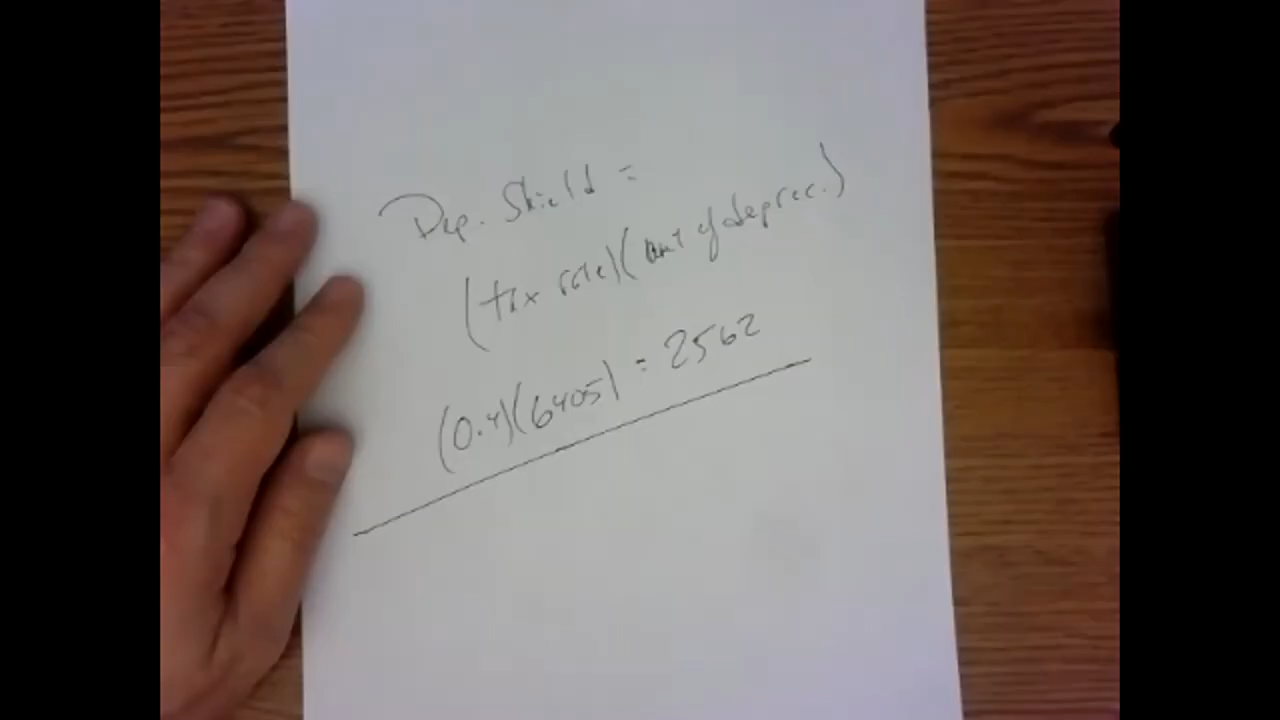 Dep. Shield =
(tax rate)(amt of deprec.)
(0.4)(6405) = 2562